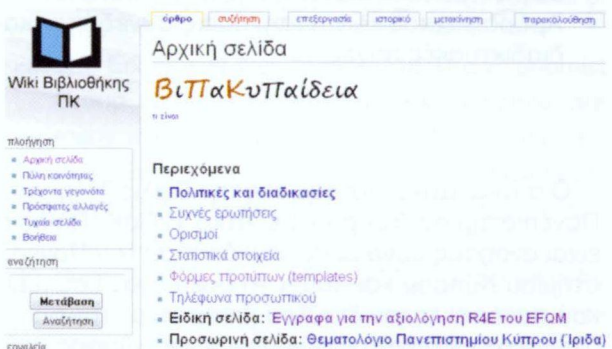 άρθρο συζήτηση επεξεργασία ιστορικό μετακίνηση παρακολούθηση
Αρχική σελίδα
Wiki Βιβλιοθήκης
ΠΚ
ΒιΠαΚυΠαίδεια
τι είναι
πλοήγηση
Αρχική σελίδα
Πύλη κοινότητας
Τρέχοντα γεγονότα
Πρόσφατες αλλαγές
Τυχαία σελίδα
Βοήθεια
αναζήτηση
Μετάβαση
Αναζήτηση
εργαλεία
Περιεχόμενα
Πολιτικές και διαδικασίες
Συχνές ερωτήσεις
Ορισμοί
Στατιστικά στοιχεία
Φόρμες προτύπων (templates)
Τηλέφωνα προσωπικού
Ειδική σελίδα: Έγγραφα για την αξιολόγηση R4E του EFQM
Προσωρινή σελίδα: Θεματολόγιο Πανεπιστημίου Κύπρου (Ίριδα)